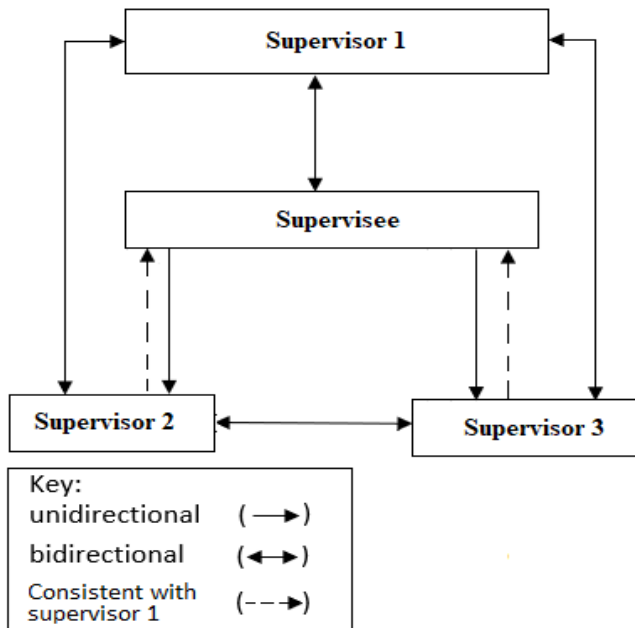 Supervisor 1
Supervisee
Supervisor 2
Supervisor 3
Key:
unidirectional (→)
bidirectional (↔)
Consistent with
supervisor 1 (--→)